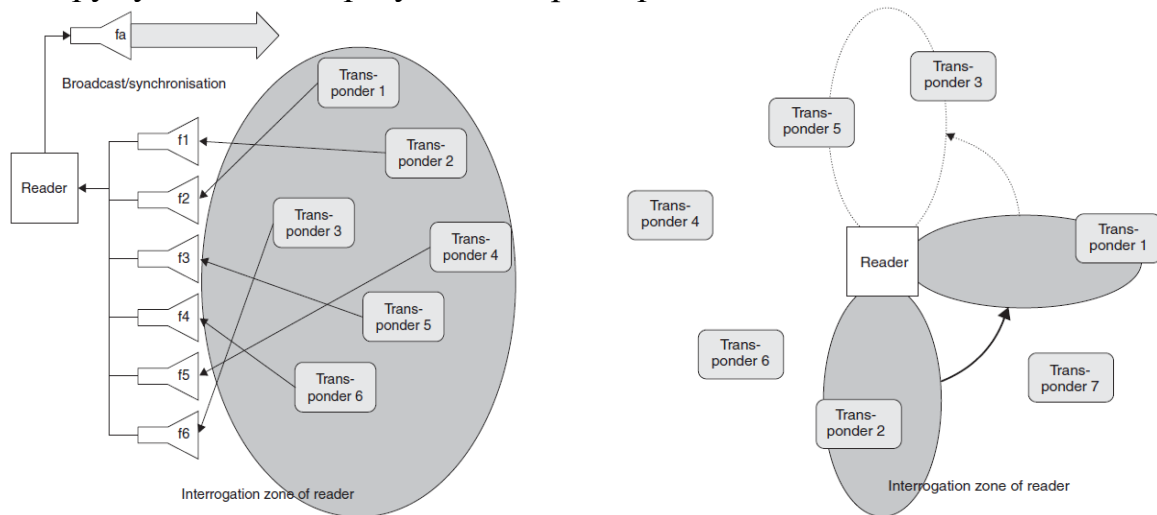 fa
Broadcast/synchronisation
Trans-
ponder 1
f1
Trans-
ponder 2
Reader
f2
Trans-
ponder 3
f3
Trans-
ponder 4
f4
Trans-
ponder 5
f5
Trans-
ponder 6
f6
Interrogation zone of reader
Trans-
ponder 3
Trans-
ponder 5
Trans-
ponder 4
Trans-
ponder 1
Reader
Trans-
ponder 6
Trans-
ponder 7
Trans-
ponder 2
Interrogation zone of reader